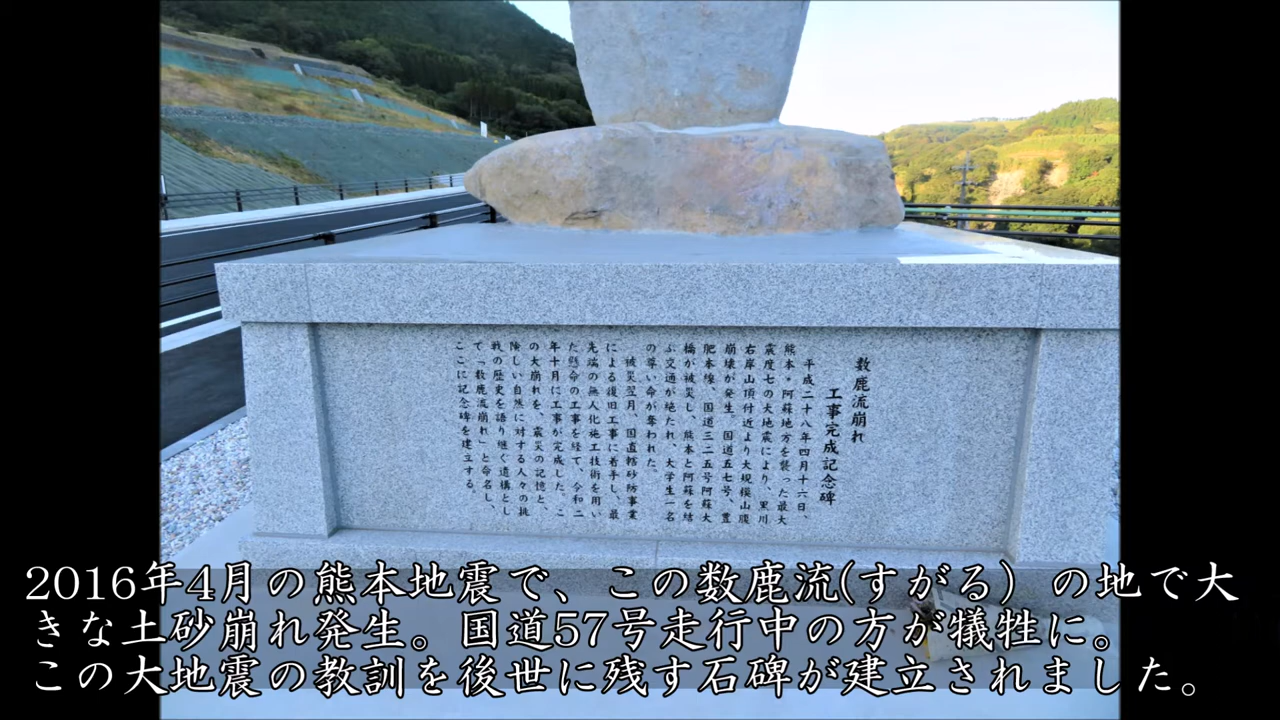 数鹿流崩れ
工事完成記念碑
平成二十八年四月十六日、
熊本・阿蘇地方を襲った最大
震度七の大地震により、黒川
右岸山頂付近より大規模山腹
崩壊が発生、国道五七号、豊
肥本線、国道三二五号阿蘇大
橋が被災し、熊本と阿蘇を結
ぶ交通が絶たれ、大学生一名
の尊い命が奪われた。
被災翌月、国直轄砂防事業
による復旧工事に着手し、最
先端の無人化施工技術を用い
た懸命の工事を経て、令和二
年十月に工事が完成した。こ
の大崩れを、震災の記憶と、
険しい自然に対する人々の挑
戦の歴史を語り継ぐ遺構とし
て「数鹿流崩れ」と命名し、
ここに記念碑を建立する。
2016年4月の熊本地震で、この数鹿流(すがる）の地で大
きな土砂崩れ発生。国道57号走行中の方が犠牲に。
この大地震の教訓を後世に残す石碑が建立されました。